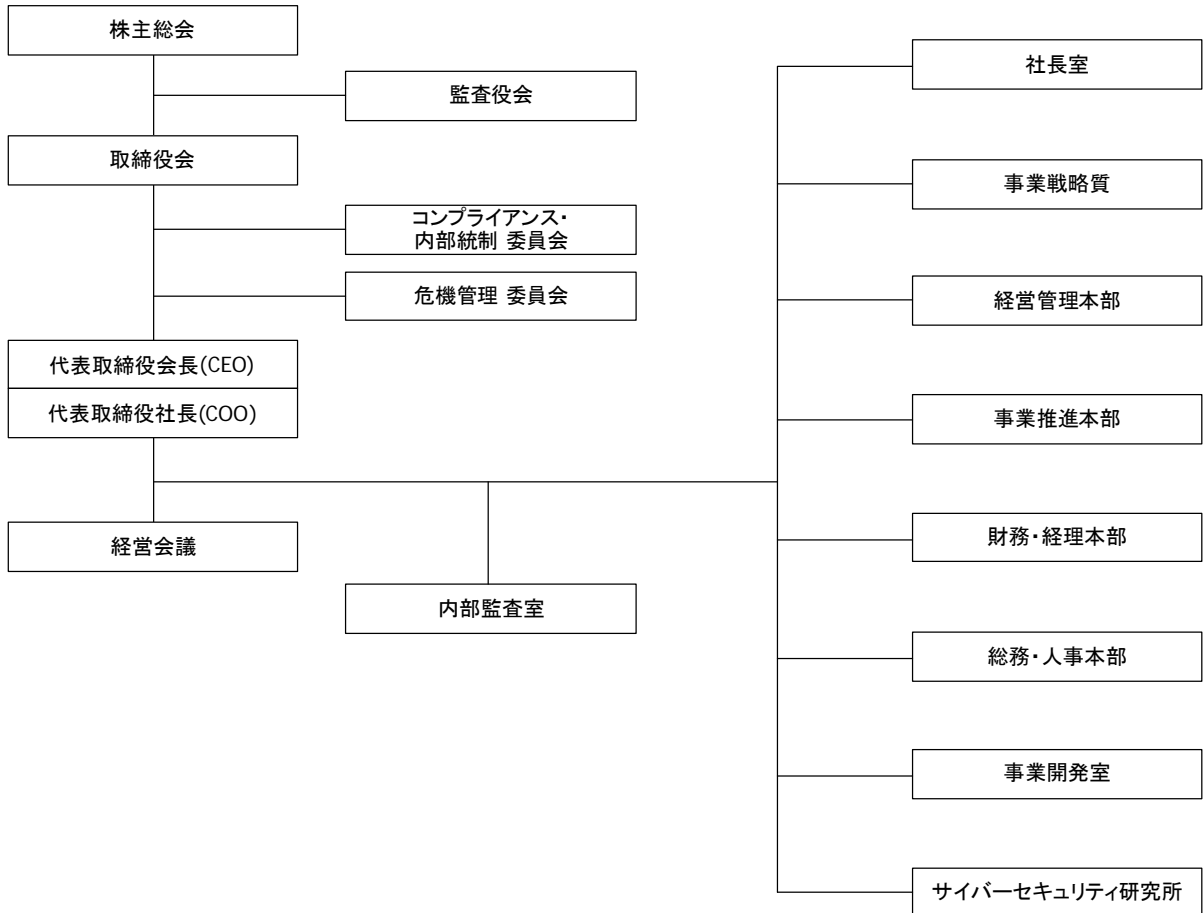 株主総会
監査役会
取締役会
コンプライアンス・
内部統制 委員会
危機管理 委員会
代表取締役会長(CEO)
代表取締役社長(COO)
経営会議
内部監査室
社長室
事業戦略質
経営管理本部
事業推進本部
財務・経理本部
総務・人事本部
事業開発室
サイバーセキュリティ研究所